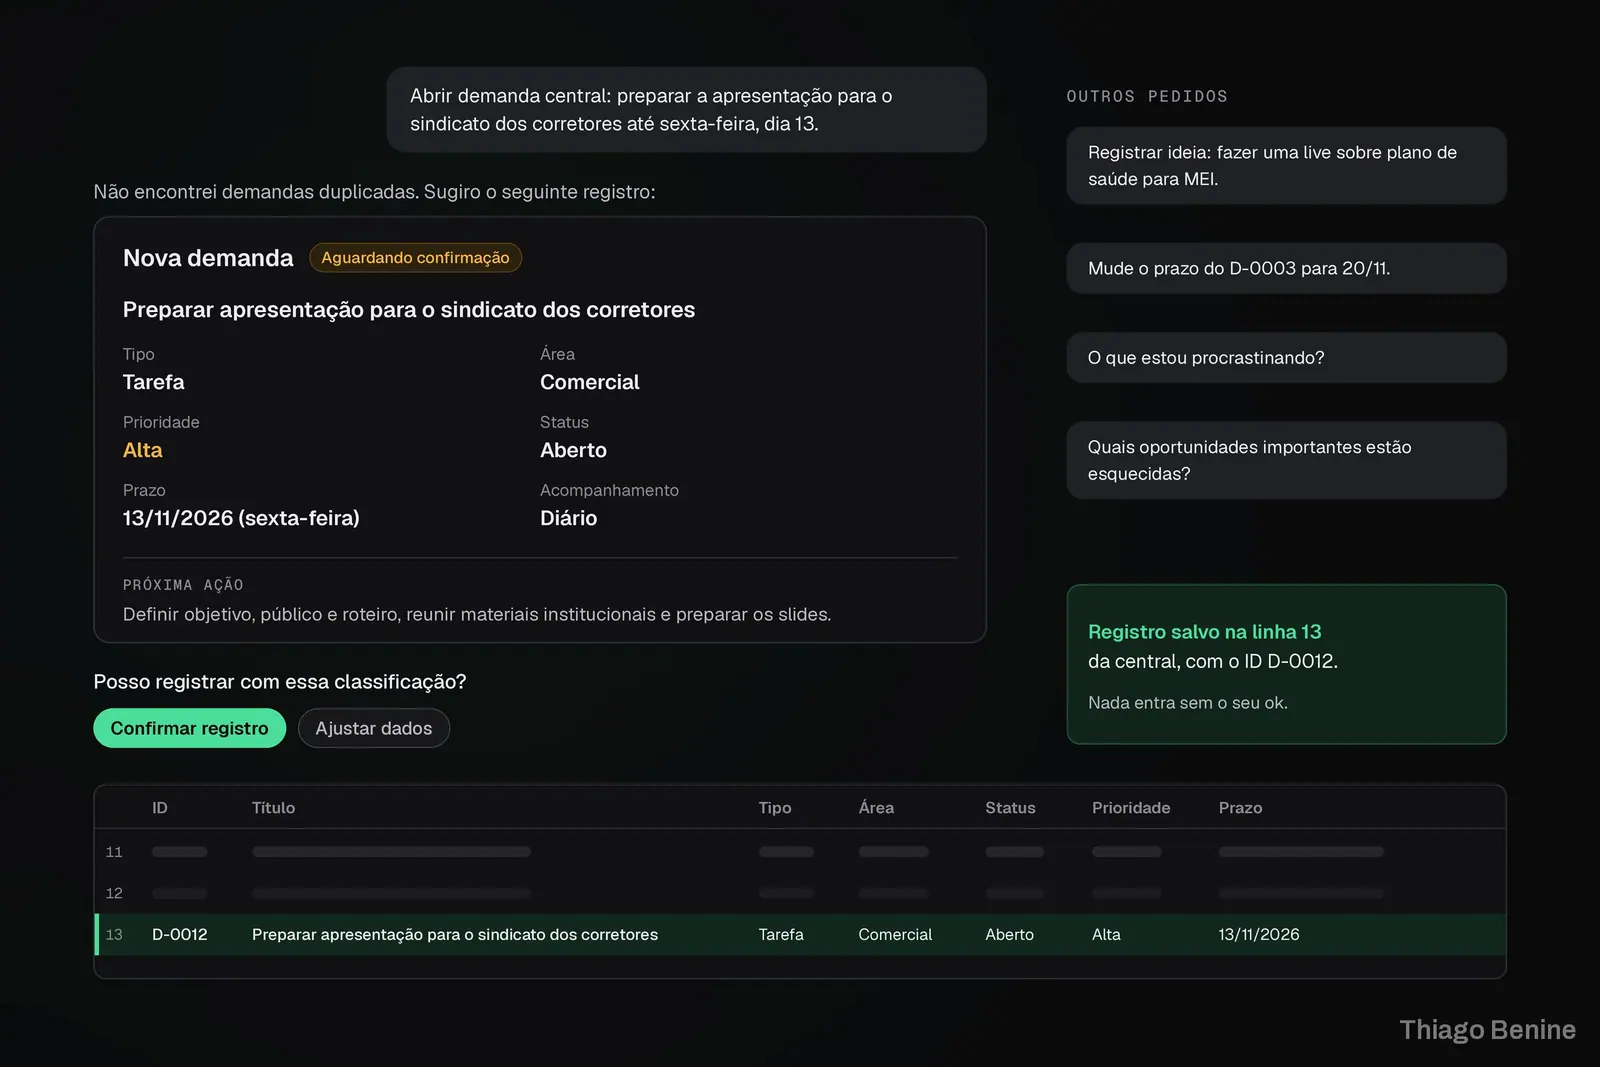 Abrir demanda central: preparar a apresentação para o
sindicato dos corretores até sexta-feira, dia 13.
Não encontrei demandas duplicadas. Sugiro o seguinte registro:
Nova demanda
Aguardando confirmação
Preparar apresentação para o sindicato dos corretores
Tipo
Tarefa
Área
Comercial
Prioridade
Alta
Status
Aberto
Prazo
13/11/2026 (sexta-feira)
Acompanhamento
Diário
PRÓXIMA AÇÃO
Definir objetivo, público e roteiro, reunir materiais institucionais e preparar os slides.
Posso registrar com essa classificação?
Confirmar registro
Ajustar dados
OUTROS PEDIDOS
Registrar ideia: fazer uma live sobre plano de
saúde para MEI.
Mude o prazo do D-0003 para 20/11.
O que estou procrastinando?
Quais oportunidades importantes estão
esquecidas?
Registro salvo na linha 13
da central, com o ID D-0012.
Nada entra sem o seu ok.
ID Título Tipo Área Status Prioridade Prazo
11
12
13 D-0012 Preparar apresentação para o sindicato dos corretores Tarefa Comercial Aberto Alta 13/11/2026
Thiago Benine